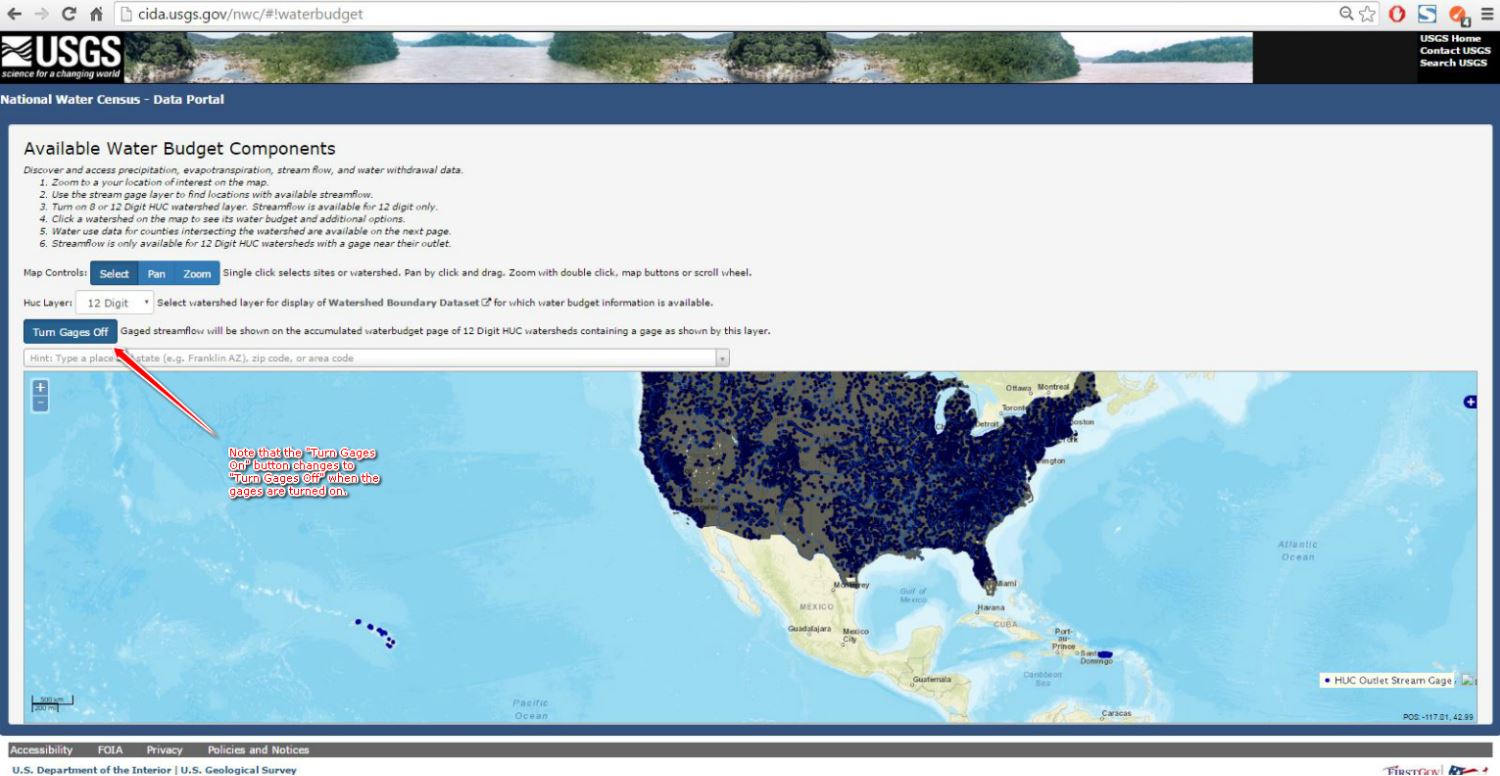 cida.usgs.gov/nwc/#!waterbudget
USGS
science for a changing world
USGS Home
Contact USGS
Search USGS
National Water Census - Data Portal
Available Water Budget Components
Discover and access precipitation, evapotranspiration, stream flow, and water withdrawal data.
1. Zoom to a your location of interest on the map.
2. Use the stream gage layer to find locations with available streamflow.
3. Turn on 8 or 12 Digit HUC watershed layer. Streamflow is available for 12 digit only.
4. Click a watershed on the map to see its water budget and additional options.
5. Water use data for counties intersecting the watershed are available on the next page.
6. Streamflow is only available for 12 Digit HUC watersheds with a gage near their outlet.
Map Controls: Select Pan Zoom Single click selects sites or watershed. Pan by click and drag. Zoom with double click, map buttons or scroll wheel.
Huc Layer: 12 Digit Select watershed layer for display of Watershed Boundary Dataset for which water budget information is available.
Turn Gages Off Gaged streamflow will be shown on the accumulated waterbudget page of 12 Digit HUC watersheds containing a gage as shown by this layer.
Hint: Type a place state (e.g. Franklin AZ), zip code, or area code
+
-
Ottawa Montreal
Toronto
Detroit
Note that the "Turn Gages
On" button changes to
"Turn Gages Off" when the
gages are turned on.
Atlantic
Ocean
Miami
Gulf of
Mexico
MEXICO
Havana
CUBA
Guadalajara
Mexico
City
Port-
au-
Prince
Santo
Domingo
Caribbean
Sea
Guatemala
HUC Outlet Stream Gage
500 km
200 mi
Pacific
Ocean
Caracas
POS: -117.81, 42.99
Accessibility FOIA Privacy Policies and Notices
U.S. Department of the Interior | U.S. Geological Survey
FIRSTGOV